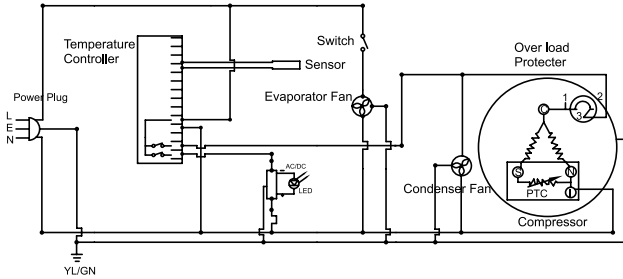 Temperature
Controller
Switch
Sensor
Over load
Protecter
Power Plug
Evaporator Fan
L
E
N
1
2
3
C
AC/DC
LED
Condenser Fan
S
N
PTC
L
Compressor
YL/GN